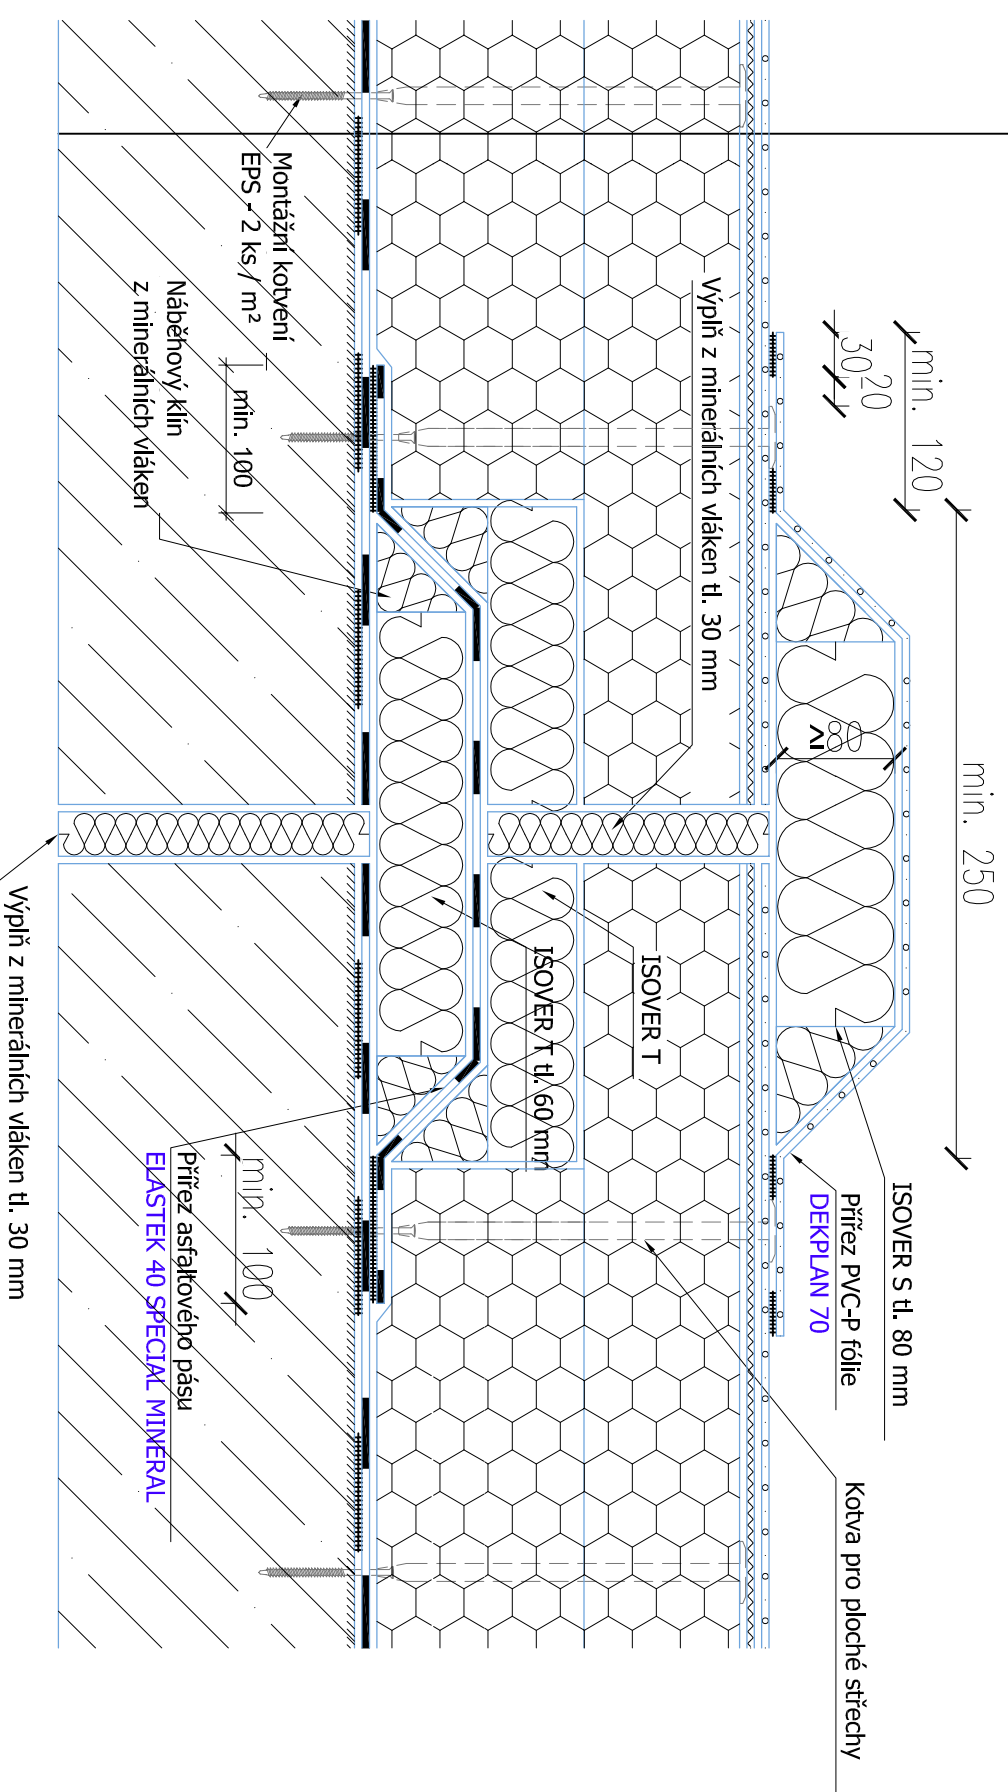 min. 250
min. 120
20
30
≥ 80
ISOVER S tl. 80 mm
Přířez PVC-P fólie
DEKPLAN 70
Kotva pro ploché střechy
Výplň z minerálních vláken tl. 30 mm
ISOVER T
ISOVER T tl. 60 mm
Montážní kotvení
EPS - 2 ks / m²
min. 100
Náběhový klín
z minerálních vláken
min. 100
Přířez asfaltového pásu
ELASTEK 40 SPECIAL MINERAL
Výplň z minerálních vláken tl. 30 mm